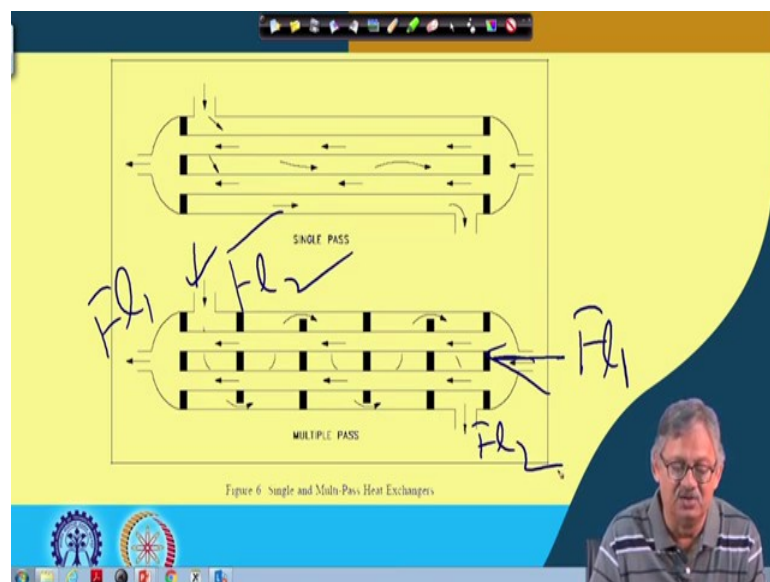 SINGLE PASS
Fl1
Fl2
Fl1
MULTIPLE PASS
Fl2
Figure 6 Single and Multi-Pass Heat Exchangers